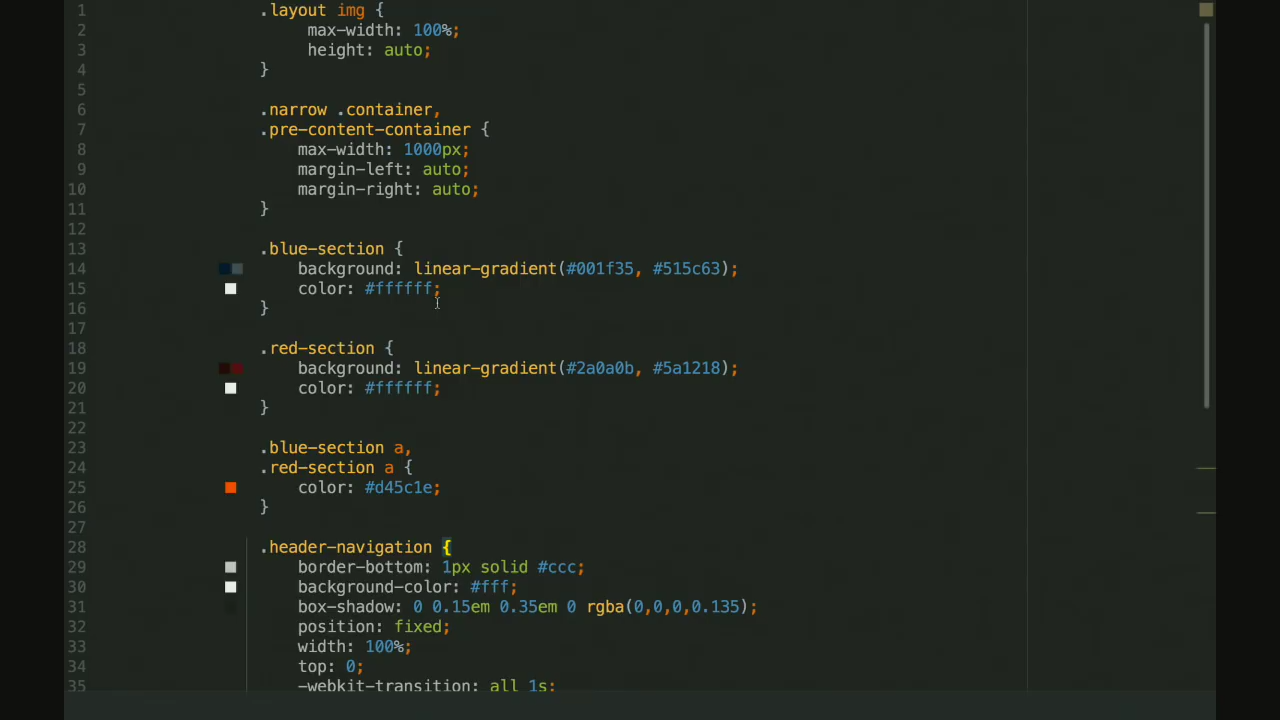 1 .layout img {
2 max-width: 100%;
3 height: auto;
4 }
5
6 .narrow .container,
7 .pre-content-container {
8 max-width: 1000px;
9 margin-left: auto;
10 margin-right: auto;
11 }
12
13 .blue-section {
14 background: linear-gradient(#001f35, #515c63);
15 color: #ffffff;
16 }
17
18 .red-section {
19 background: linear-gradient(#2a0a0b, #5a1218);
20 color: #ffffff;
21 }
22
23 .blue-section a,
24 .red-section a {
25 color: #d45c1e;
26 }
27
28 .header-navigation {
29 border-bottom: 1px solid #ccc;
30 background-color: #fff;
31 box-shadow: 0 0.15em 0.35em 0 rgba(0,0,0,0.135);
32 position: fixed;
33 width: 100%;
34 top: 0;
35 -webkit-transition: all 1s;